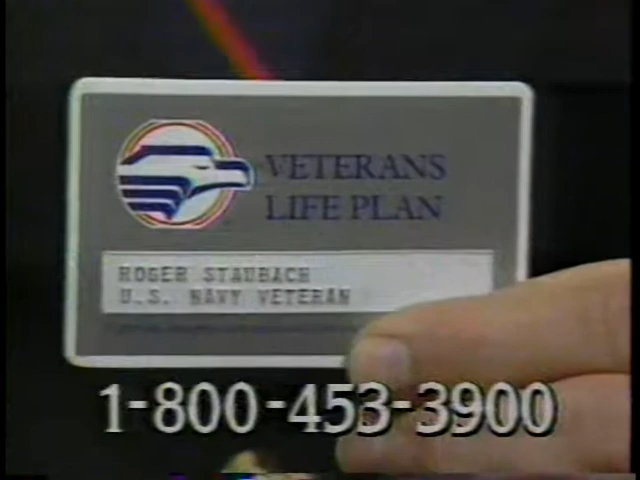 VETERANS
LIFE PLAN
ROGER STAUBACH
U.S. NAVY VETERAN
1-800-453-3900